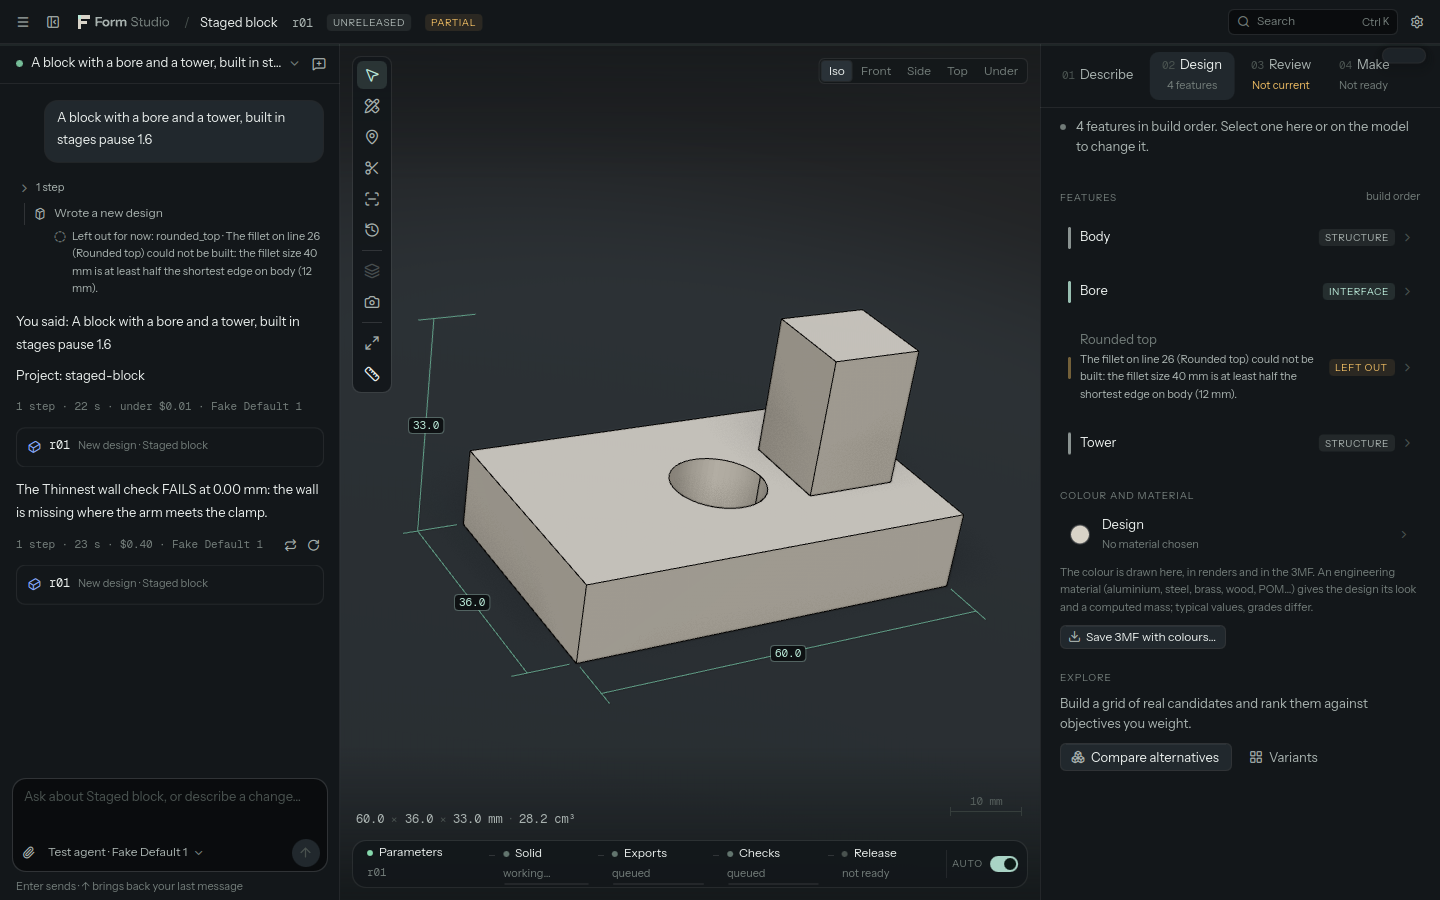 Form Studio / Staged block r01 UNRELEASED PARTIAL
Search Ctrl K
A block with a bore and a tower, built in st...
A block with a bore and a tower, built in
stages pause 1.6
1 step
Wrote a new design
Left out for now: rounded_top · The fillet on line 26
(Rounded top) could not be built: the fillet size 40
mm is at least half the shortest edge on body (12
mm).
You said: A block with a bore and a tower, built in
stages pause 1.6
Project: staged-block
1 step · 22 s · under $0.01 · Fake Default 1
r01 New design · Staged block
The Thinnest wall check FAILS at 0.00 mm: the wall
is missing where the arm meets the clamp.
1 step · 23 s · $0.40 · Fake Default 1
r01 New design · Staged block
Ask about Staged block, or describe a change...
Test agent · Fake Default 1
Enter sends · ↑ brings back your last message
Iso Front Side Top Under
33.0
36.0
60.0
10 mm
60.0 × 36.0 × 33.0 mm · 28.2 cm³
Parameters
r01
Solid
working...
Exports
queued
Checks
queued
Release
not ready
AUTO
01 Describe
02 Design
4 features
03 Review
Not current
04 Make
Not ready
4 features in build order. Select one here or on the model
to change it.
FEATURES build order
Body STRUCTURE
Bore INTERFACE
Rounded top
The fillet on line 26 (Rounded top) could not be
built: the fillet size 40 mm is at least half the
shortest edge on body (12 mm).
LEFT OUT
Tower STRUCTURE
COLOUR AND MATERIAL
Design
No material chosen
The colour is drawn here, in renders and in the 3MF. An engineering
material (aluminium, steel, brass, wood, POM...) gives the design its look
and a computed mass; typical values, grades differ.
Save 3MF with colours...
EXPLORE
Build a grid of real candidates and rank them against
objectives you weight.
Compare alternatives Variants